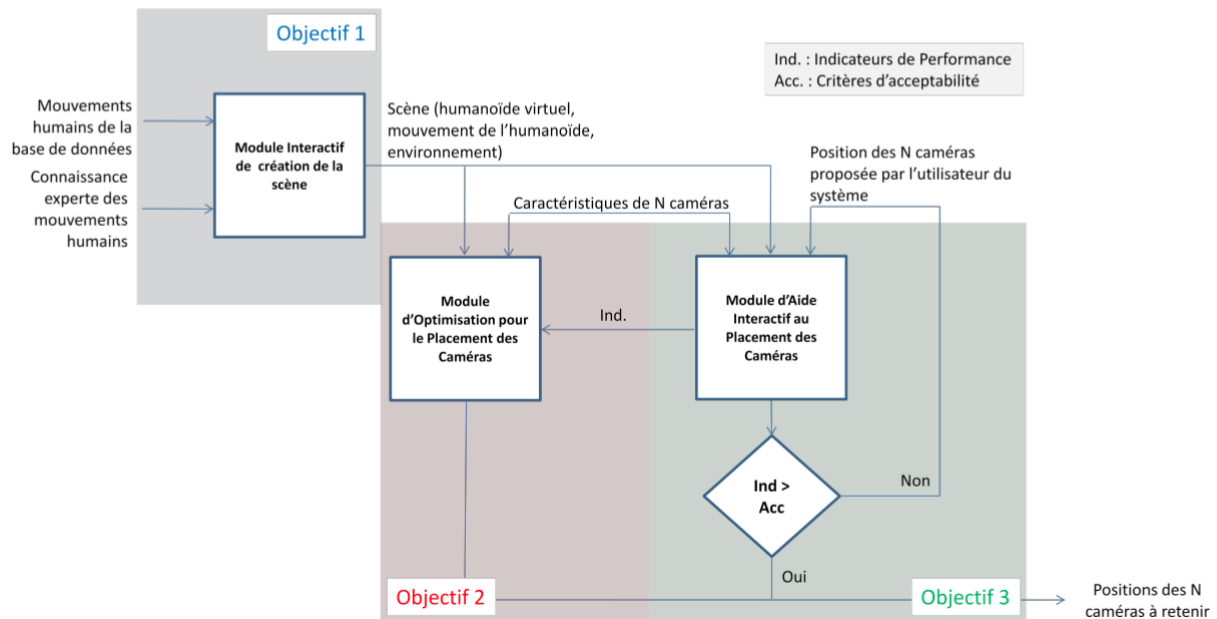 Objectif 1
Ind. : Indicateurs de Performance
Acc. : Critères d'acceptabilité
Mouvements
humains de la
base de données
Connaissance
experte des
mouvements
humains
Module Interactif
de création de la
scène
Scène (humanoïde virtuel,
mouvement de l'humanoïde,
environnement)
Position des N caméras
proposée par l'utilisateur du
système
Caractéristiques de N caméras
Module
d'Optimisation pour
le Placement des
Caméras
Ind.
Module d'Aide
Interactif au
Placement des
Caméras
Ind >
Acc
Non
Oui
Objectif 2
Objectif 3
Positions des N
caméras à retenir